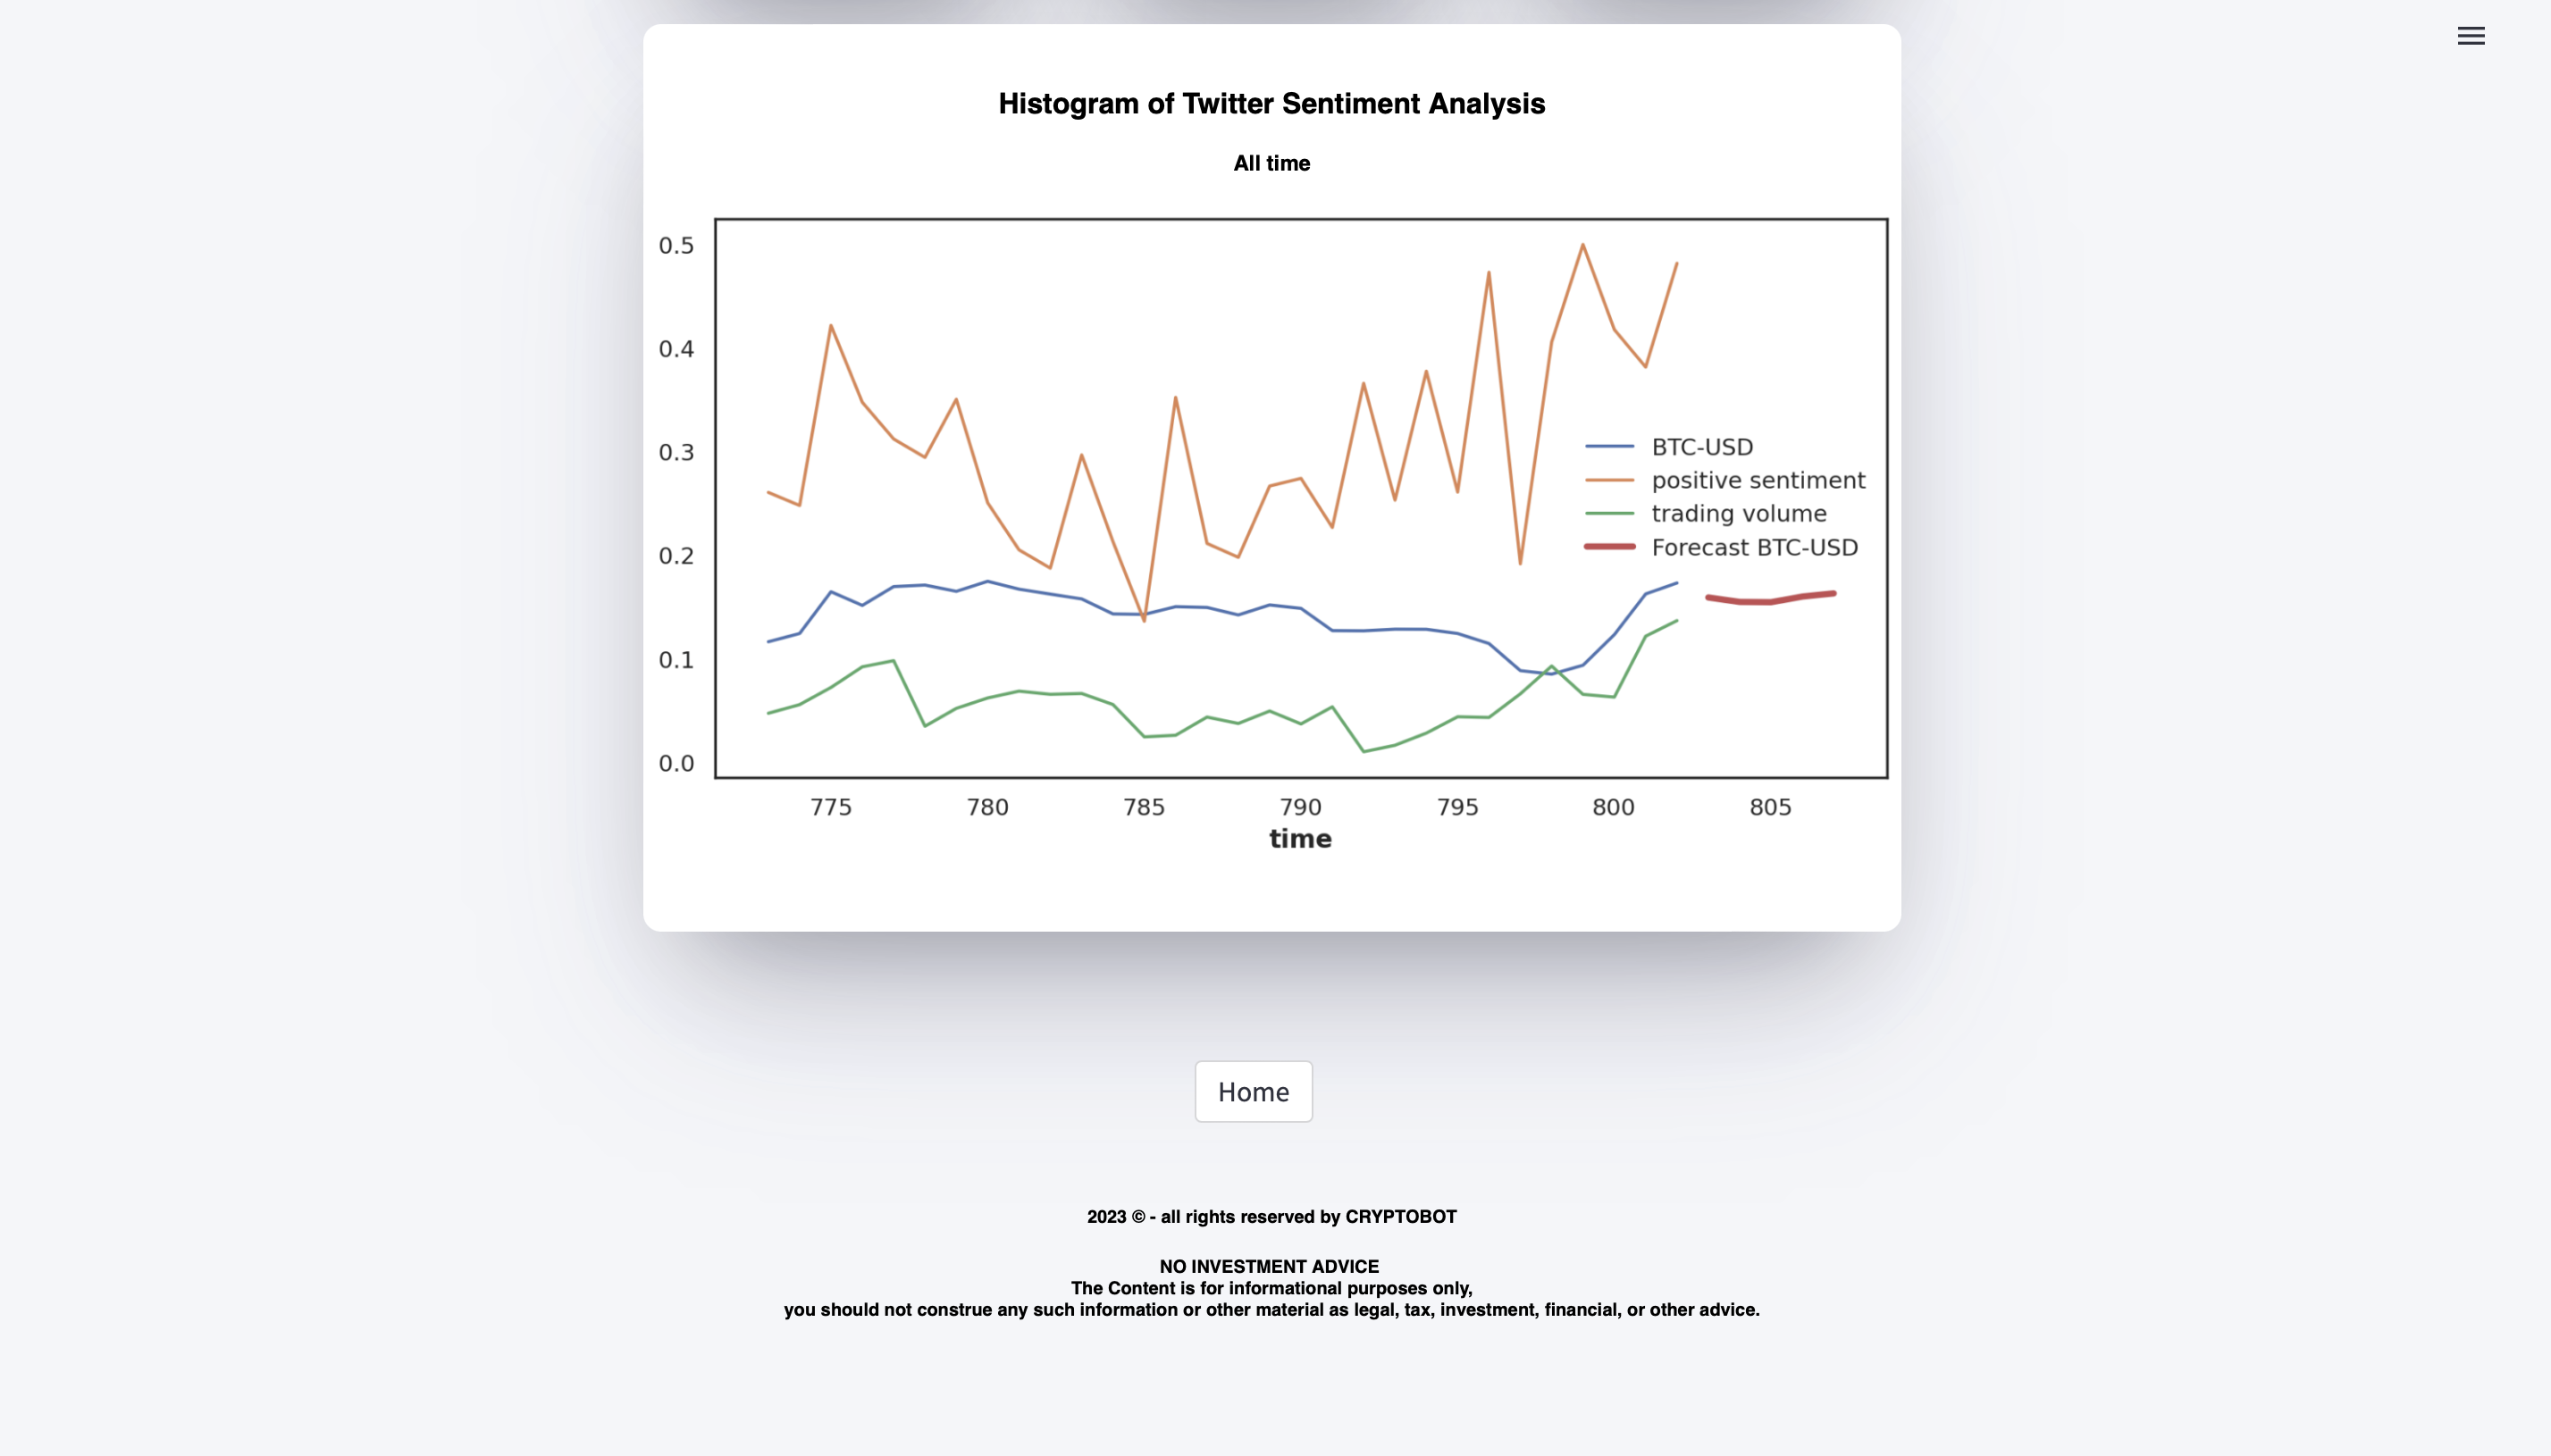 Histogram of Twitter Sentiment Analysis
All time
0.5
0.4
0.3
0.2
0.1
0.0
BTC-USD
positive sentiment
trading volume
Forecast BTC-USD
775 780 785 790 795 800 805
time
Home
2023 © - all rights reserved by CRYPTOBOT
NO INVESTMENT ADVICE
The Content is for informational purposes only,
you should not construe any such information or other material as legal, tax, investment, financial, or other advice.